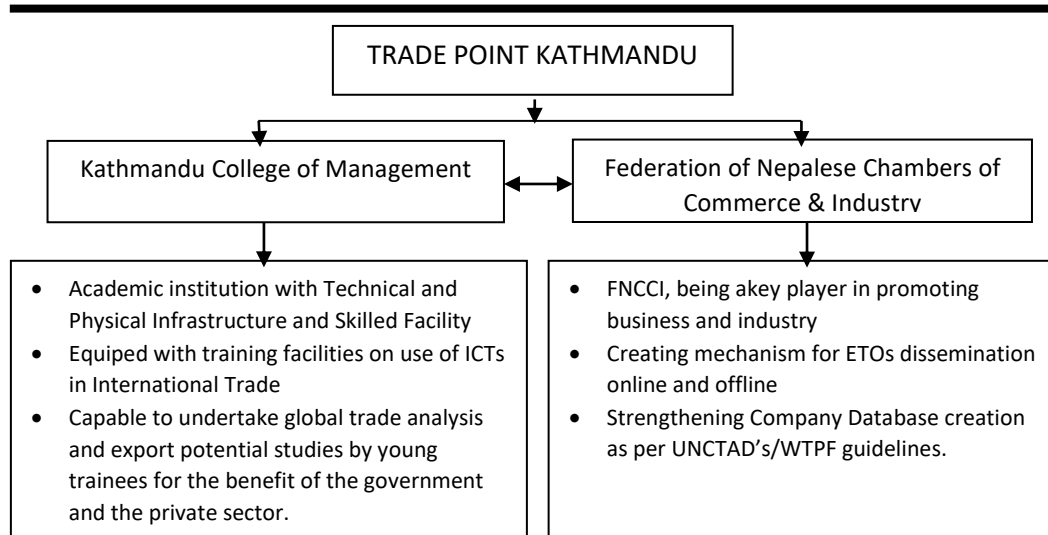 TRADE POINT KATHMANDU
Kathmandu College of Management
Federation of Nepalese Chambers of
Commerce & Industry
• Academic institution with Technical and
Physical Infrastructure and Skilled Facility
• Equiped with training facilities on use of ICTs
in International Trade
• Capable to undertake global trade analysis
and export potential studies by young
trainees for the benefit of the government
and the private sector.
• FNCCI, being akey player in promoting
business and industry
• Creating mechanism for ETOs dissemination
online and offline
• Strengthening Company Database creation
as per UNCTAD’s/WTPF guidelines.